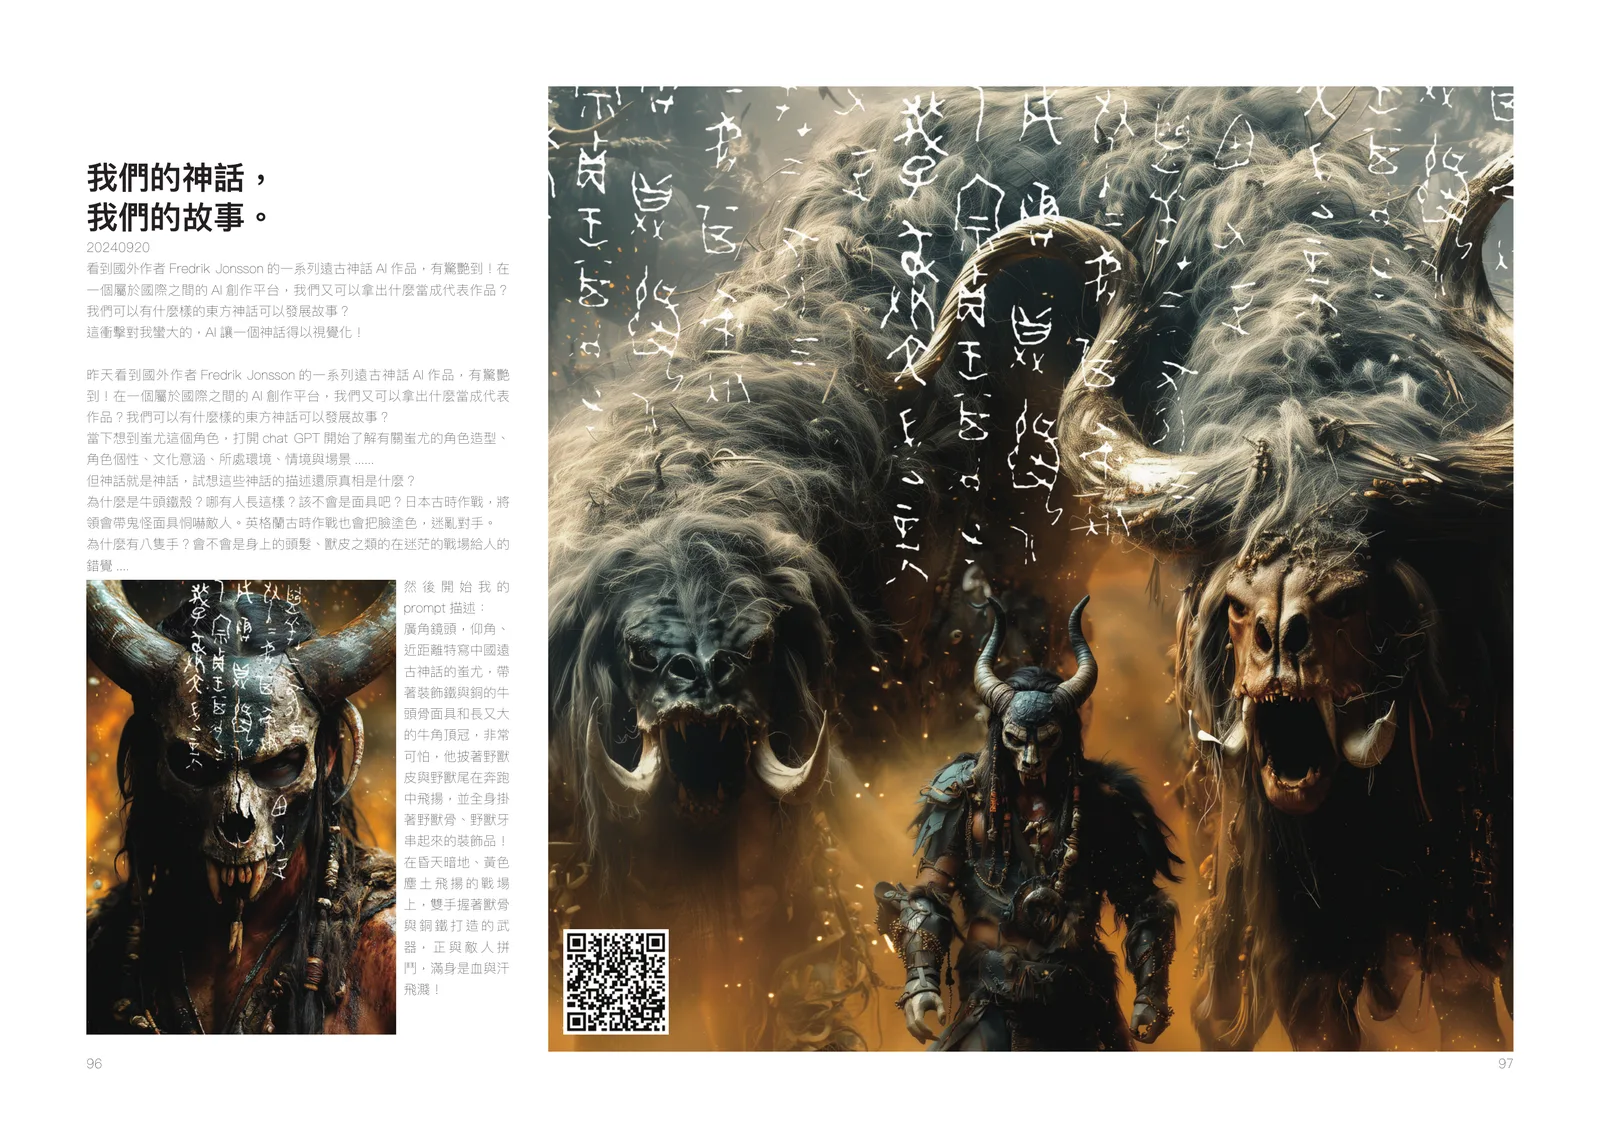 我們的神話，
我們的故事。
20240920
看到國外作者 Fredrik Jonsson 的一系列遠古神話 AI 作品，有驚艷到！在
一個屬於國際之間的 AI 創作平台，我們又可以拿出什麼當成代表作品？
我們可以有什麼樣的東方神話可以發展故事？
這衝擊對我蠻大的，AI 讓一個神話得以視覺化！
昨天看到國外作者 Fredrik Jonsson 的一系列遠古神話 AI 作品，有驚艷
到！在一個屬於國際之間的 AI 創作平台，我們又可以拿出什麼當成代表
作品？我們可以有什麼樣的東方神話可以發展故事？
當下想到蚩尤這個角色，打開 chat GPT 開始了解有關蚩尤的角色造型、
角色個性、文化意涵、所處環境、情境與場景 ......
但神話就是神話，試想這些神話的描述還原真相是什麼？
為什麼是牛頭鐵殼？哪有人長這樣？該不會是面具吧？日本古時作戰，將
領會帶鬼怪面具恫嚇敵人。英格蘭古時作戰也會把臉塗色，迷亂對手。
為什麼有八隻手？會不會是身上的頭髮、獸皮之類的在迷茫的戰場給人的
錯覺 ....
然後開始我的
prompt 描述：
廣角鏡頭，仰角、
近距離特寫中國遠
古神話的蚩尤，帶
著裝飾鐵與銅的牛
頭骨面具和長又大
的牛角頂冠，非常
可怕，他披著野獸
皮與野獸尾在奔跑
中飛揚，並全身掛
著野獸骨、野獸牙
串起來的裝飾品！
在昏天暗地、黃色
塵土飛揚的戰場
上，雙手握著獸骨
與銅鐵打造的武
器，正與敵人拼
鬥，滿身是血與汗
飛濺！
96
97